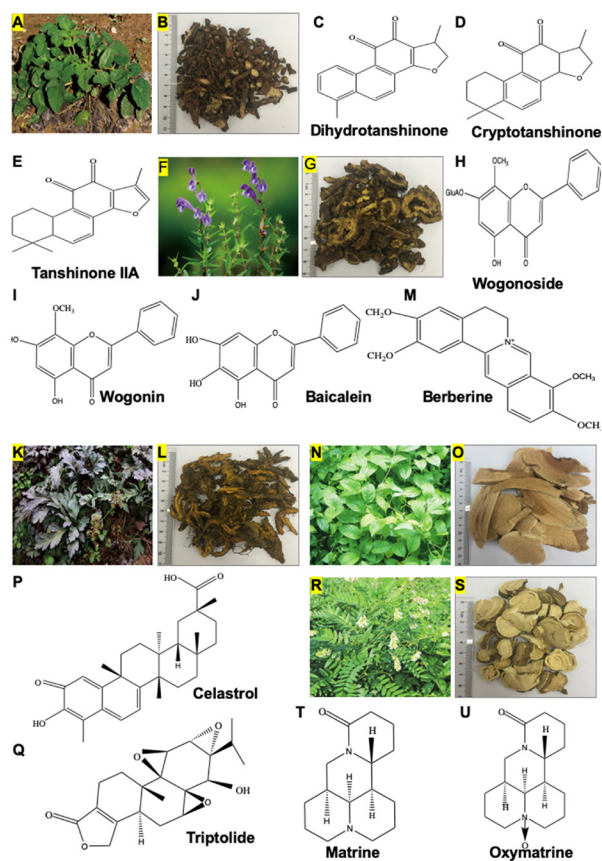 A
B
C
O
O
O
Dihydrotanshinone
D
O
O
O
Cryptotanshinone
E
O
O
O
Tanshinone IIA
F
G
H
OCH₃
GluAO
O
OH
O
Wogonoside
I
OCH₃
HO
O
OH
O
Wogonin
J
HO
O
HO
OH
O
Baicalein
M
CH₂O
CH₂O
N⁺
OCH₃
OCH₃
Berberine
K
L
N
O
P
HO
O
O
HO
H
Celastrol
R
S
Q
O
O
O
O
O
OH
H
Triptolide
T
O
N
H
H
H
H
N
Matrine
U
O
N
H
H
H
H
N
O
Oxymatrine